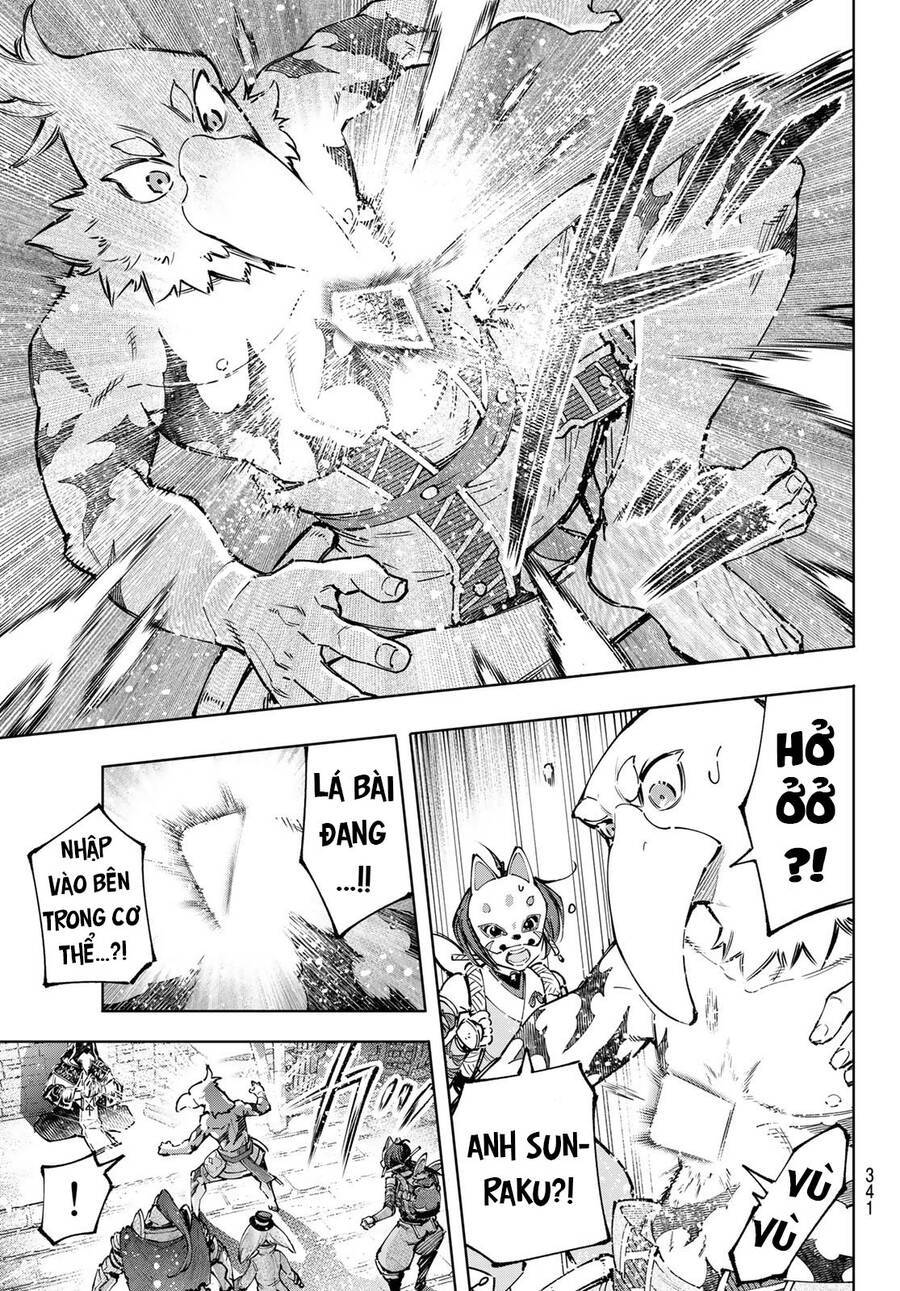 HỞ
ỞỞ
?!
ANH SUN-
RAKU?!
VÙ
VÙ
LÁ BÀI
ĐANG
...!!
NHẬP
VÀO BÊN
TRONG CƠ
THỂ...?!
!
341